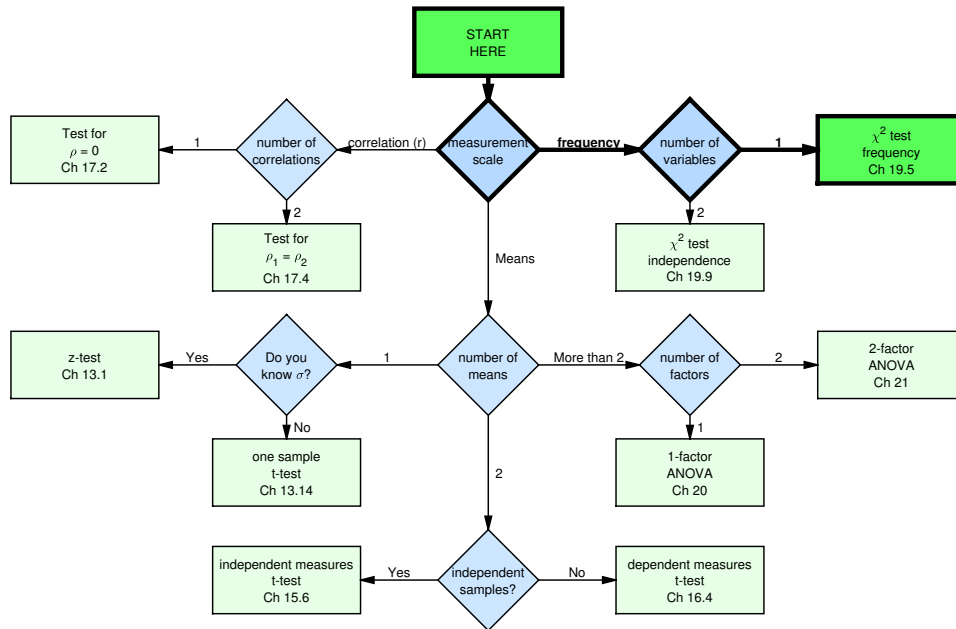 START
HERE
Test for
ρ = 0
Ch 17.2
1
number of
correlations
correlation (r)
measurement
scale
frequency
number of
variables
1
χ² test
frequency
Ch 19.5
2
2
Test for
ρ₁ = ρ₂
Ch 17.4
Means
χ² test
independence
Ch 19.9
z-test
Ch 13.1
Yes
Do you
know σ?
1
number of
means
More than 2
number of
factors
2
2-factor
ANOVA
Ch 21
No
1
one sample
t-test
Ch 13.14
2
1-factor
ANOVA
Ch 20
independent measures
t-test
Ch 15.6
Yes
independent
samples?
No
dependent measures
t-test
Ch 16.4